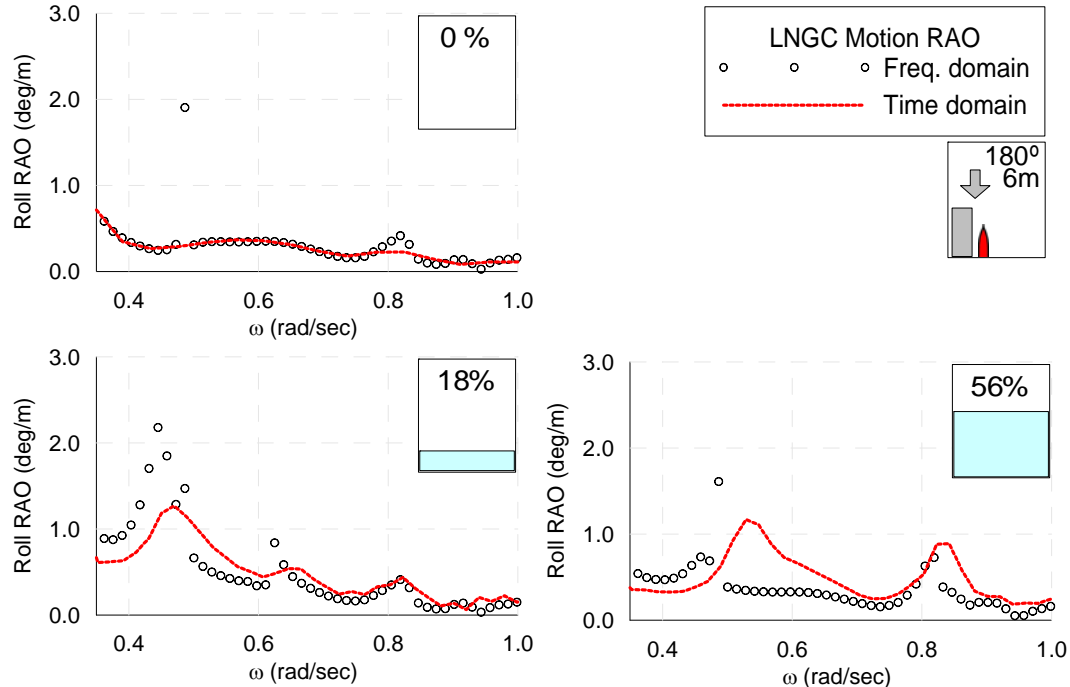 3.0
2.0
1.0
0.0
Roll RAO (deg/m)
0 %
0.4
0.6
0.8
1.0
ω (rad/sec)
LNGC Motion RAO
Freq. domain
Time domain
180º
6m
3.0
2.0
1.0
0.0
Roll RAO (deg/m)
18%
0.4
0.6
0.8
1.0
ω (rad/sec)
3.0
2.0
1.0
0.0
Roll RAO (deg/m)
56%
0.4
0.6
0.8
1.0
ω (rad/sec)